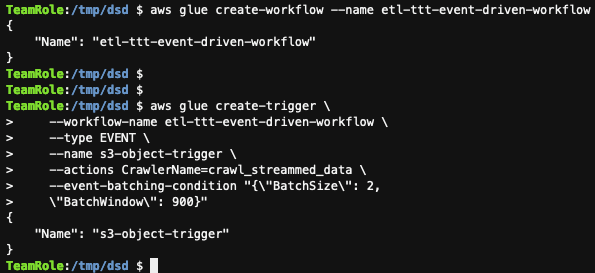 TeamRole:/tmp/dsd $ aws glue create-workflow --name etl-ttt-event-driven-workflow
{
    "Name": "etl-ttt-event-driven-workflow"
}
TeamRole:/tmp/dsd $
TeamRole:/tmp/dsd $
TeamRole:/tmp/dsd $ aws glue create-trigger \
>     --workflow-name etl-ttt-event-driven-workflow \
>     --type EVENT \
>     --name s3-object-trigger \
>     --actions CrawlerName=crawl_streammed_data \
>     --event-batching-condition "{\"BatchSize\": 2,
>     \"BatchWindow\": 900}"
{
    "Name": "s3-object-trigger"
}
TeamRole:/tmp/dsd $